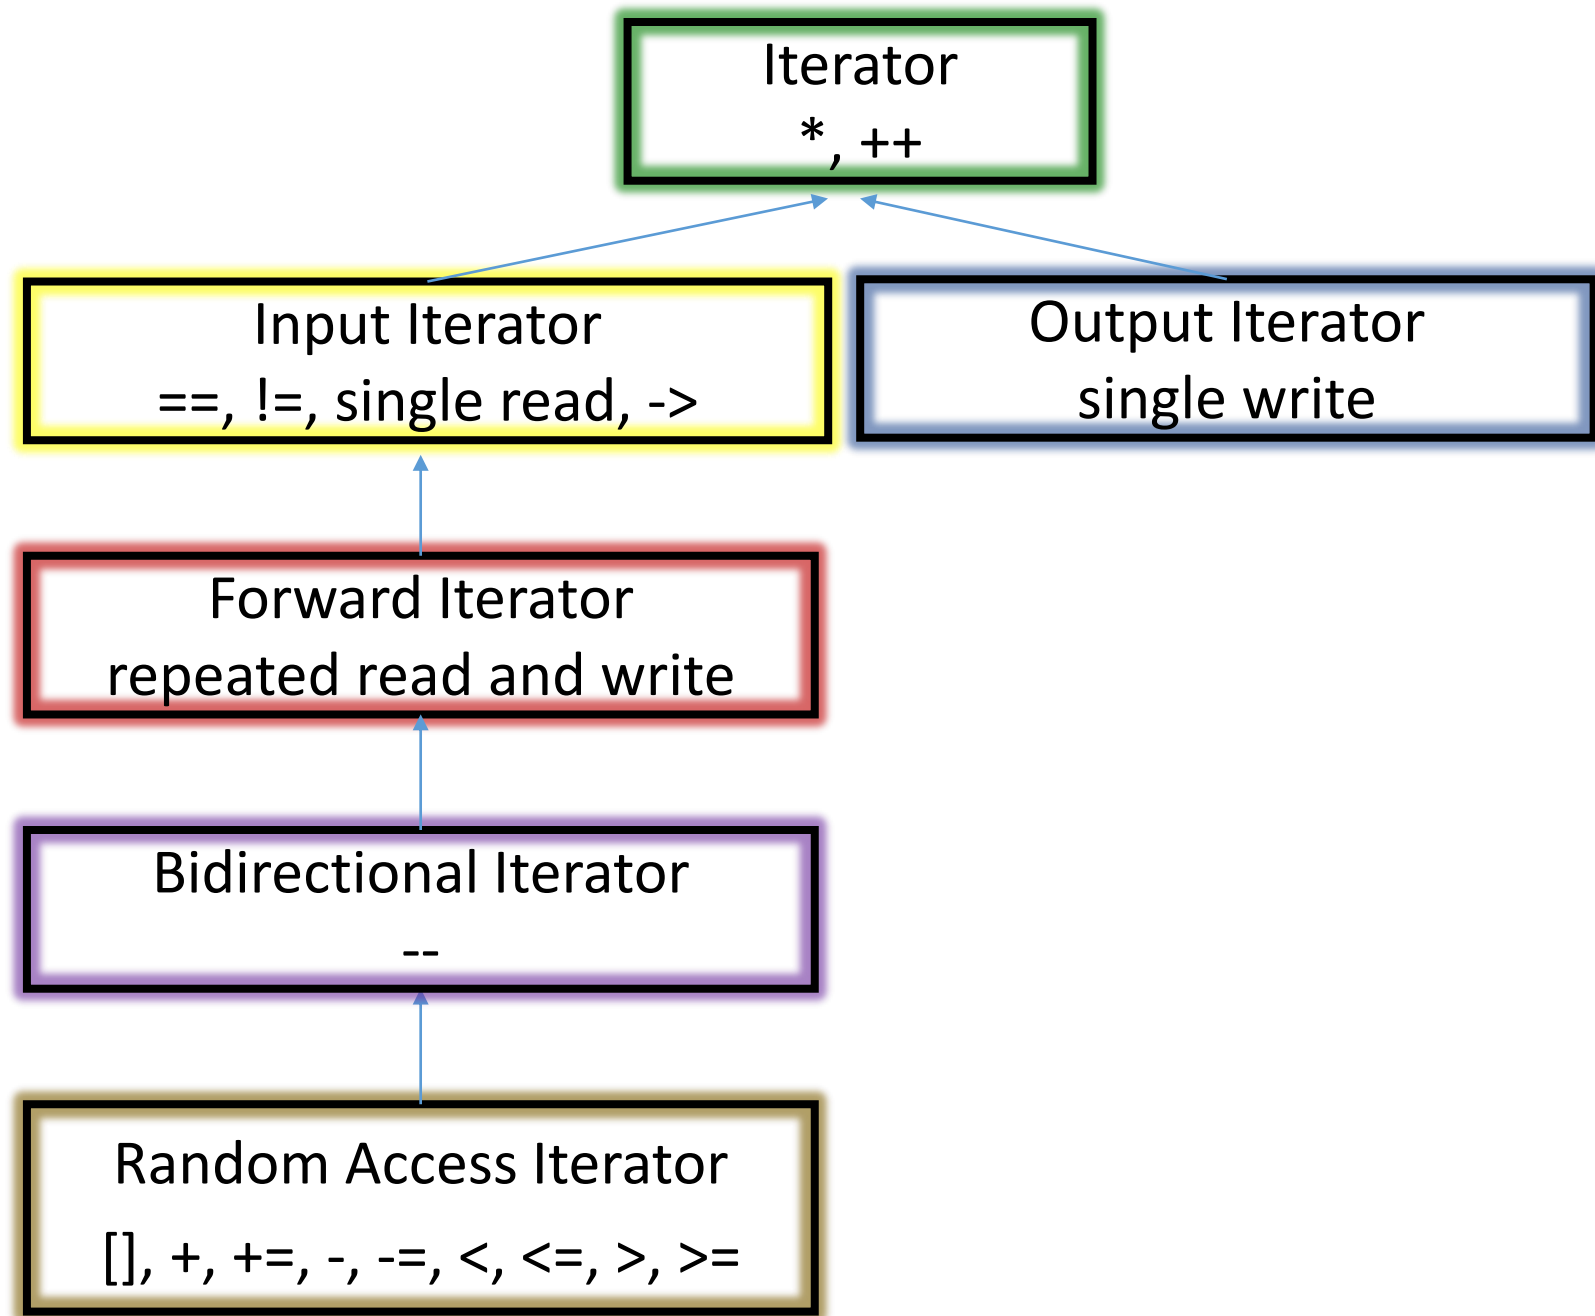 Iterator
*, ++
Input Iterator
==, !=, single read, ->
Output Iterator
single write
Forward Iterator
repeated read and write
Bidirectional Iterator
--
Random Access Iterator
[], +, +=, -, -=, <, <=, >, >=